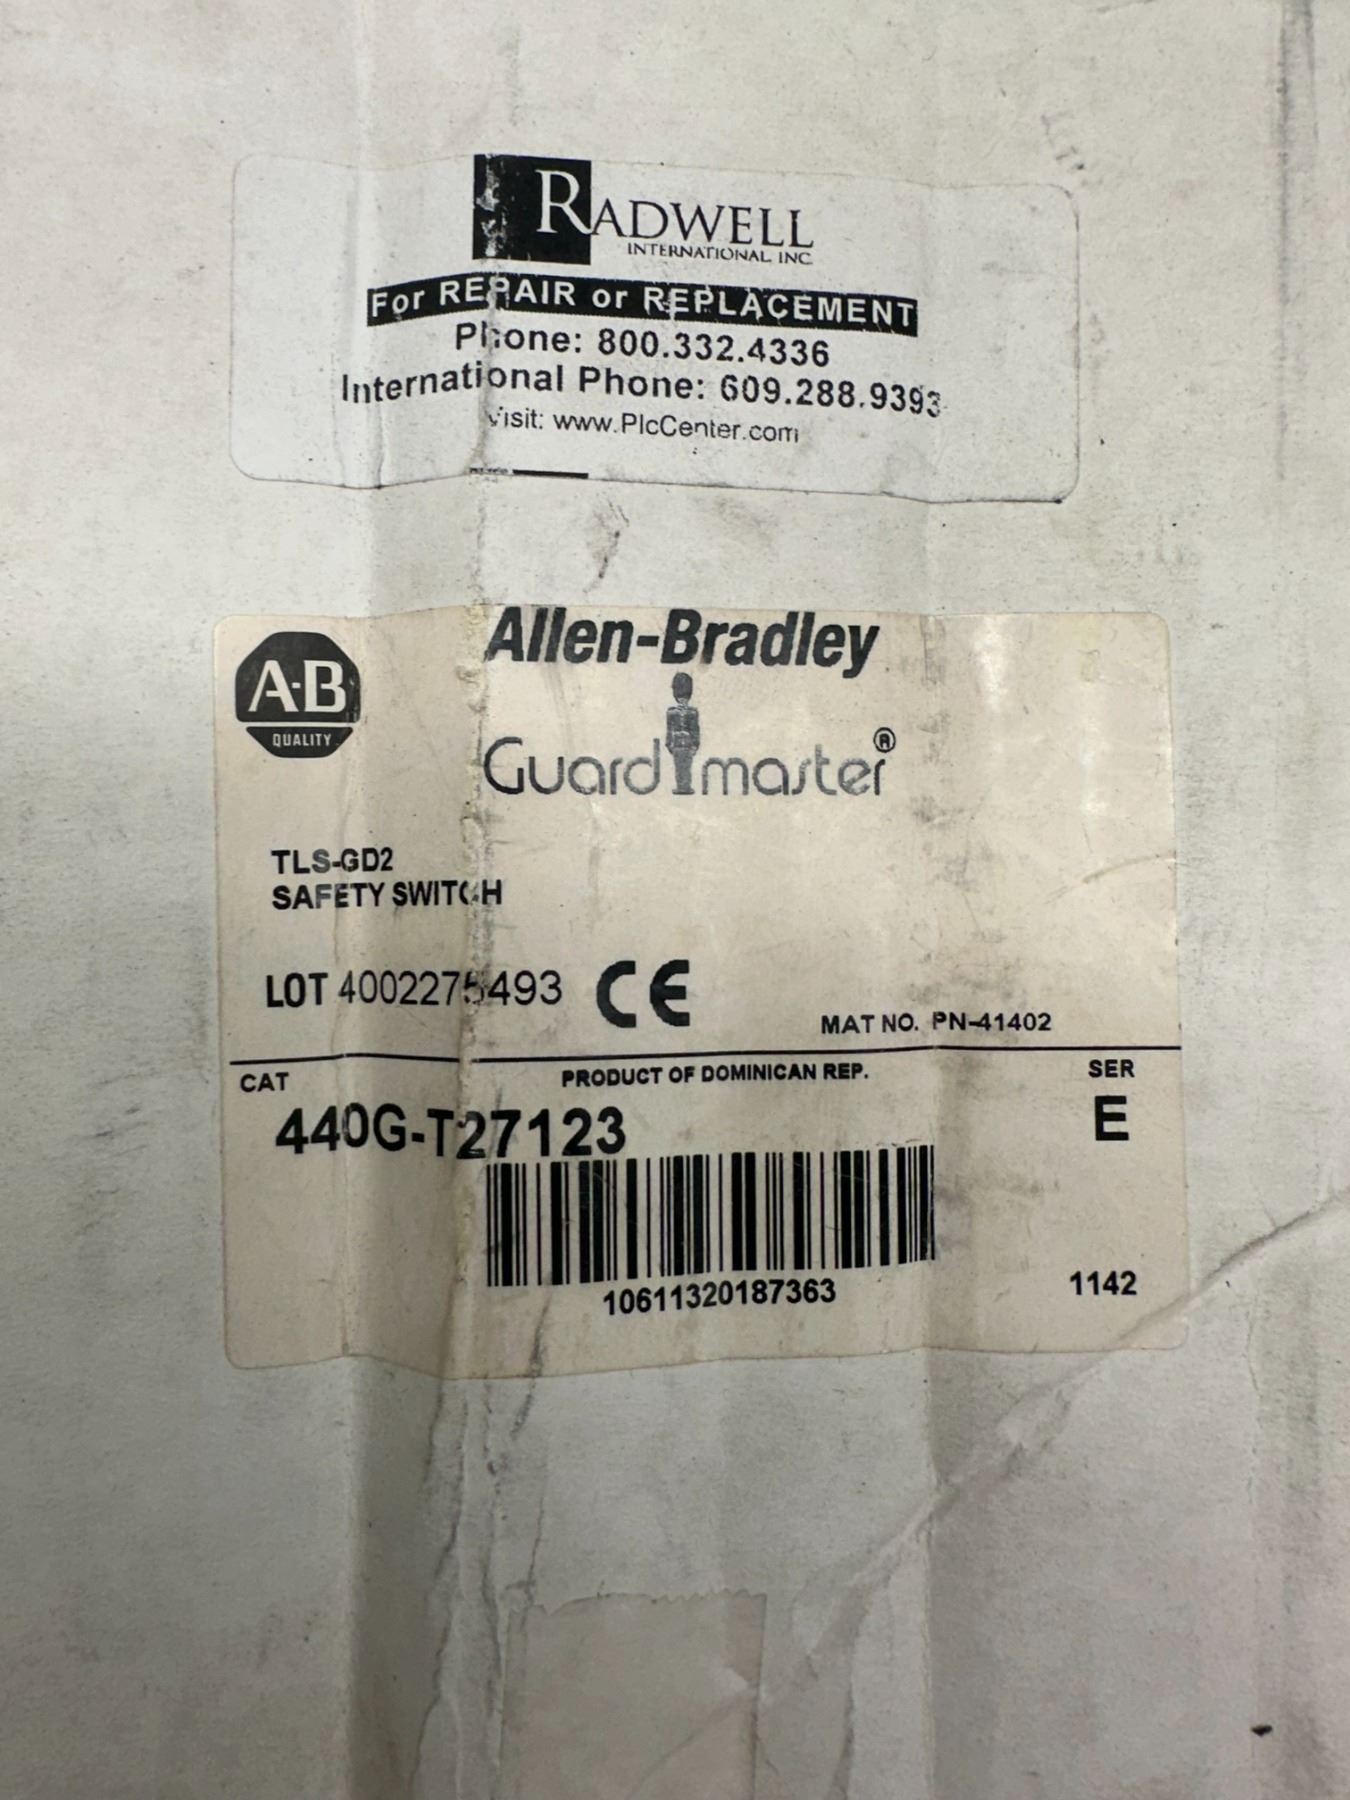 RADWELL
INTERNATIONAL INC
For REPAIR or REPLACEMENT
Phone: 800.332.4336
International Phone: 609.288.9393
Visit: www.PlcCenter.com
A-B
QUALITY
Allen-Bradley
Guardmaster®
TLS-GD2
SAFETY SWITCH
LOT 4002275493 CE
MAT NO. PN-41402
CAT PRODUCT OF DOMINICAN REP. SER
440G-T27123 E
10611320187363
1142